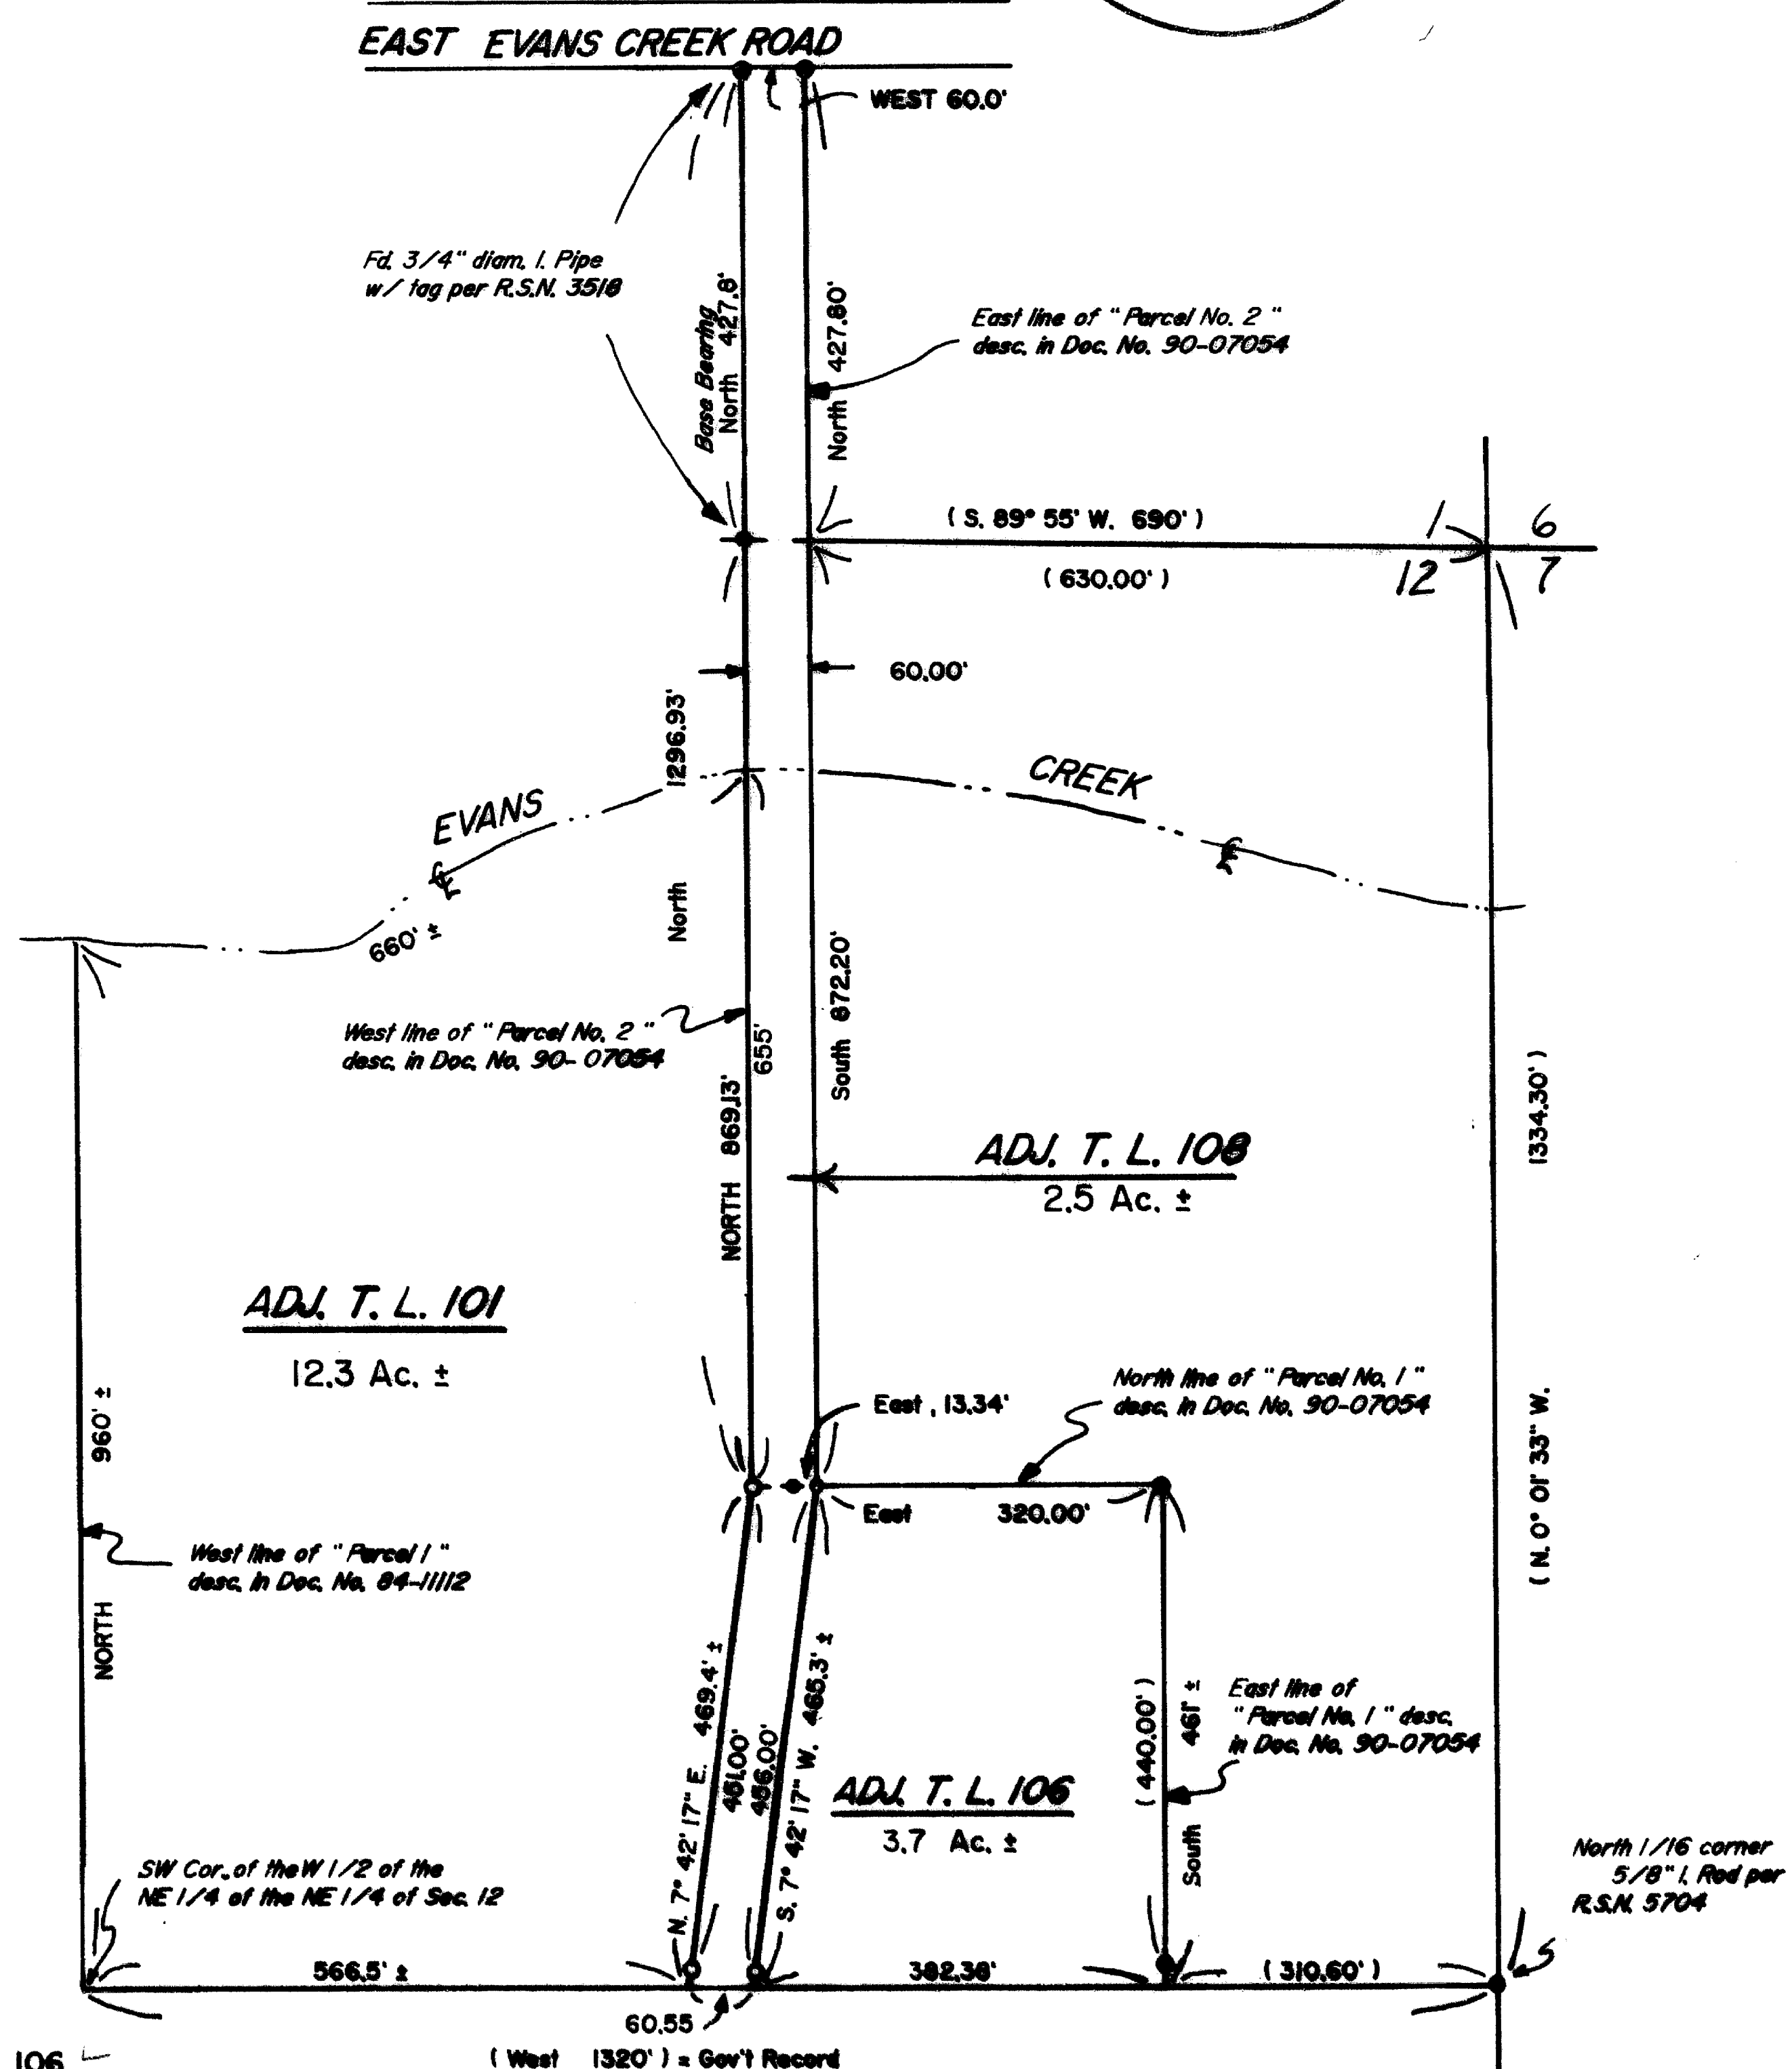 EAST EVANS CREEK ROAD
WEST 60.0'
Fd. 3/4" diam. I. Pipe
w/ tag per R.S.N. 3518
Base Bearing
North 427.8'
North 427.80'
East line of "Parcel No. 2"
desc. in Doc. No. 90-07054
( S. 89° 55' W. 690' )
( 630.00' )
1
6
12
7
60.00'
North 1296.93'
EVANS
CREEK
℄
℄
660' ±
West line of "Parcel No. 2"
desc. in Doc. No. 90-07054
655'
South 872.20'
NORTH 869.13'
ADJ. T. L. 108
2.5 Ac. ±
( N. 0° 01' 33" W. 1334.30' )
ADJ. T. L. 101
12.3 Ac. ±
NORTH 960' ±
East, 13.34'
North line of "Parcel No. 1"
desc. in Doc. No. 90-07054
East 320.00'
West line of "Parcel 1"
desc. in Doc. No. 84-11112
N. 7° 42' 17" E. 469.4' ±
461.00'
456.00'
S. 7° 42' 17" W. 465.3' ±
( 440.00' )
South 461' ±
East line of
"Parcel No. 1" desc.
in Doc. No. 90-07054
ADJ. T. L. 106
3.7 Ac. ±
SW Cor. of the W 1/2 of the
NE 1/4 of the NE 1/4 of Sec. 12
North 1/16 corner
5/8" I. Rod per
R.S.N. 5704
566.5' ±
382.38'
( 310.60' )
60.55
106
( West 1320' ) = Gov't Record